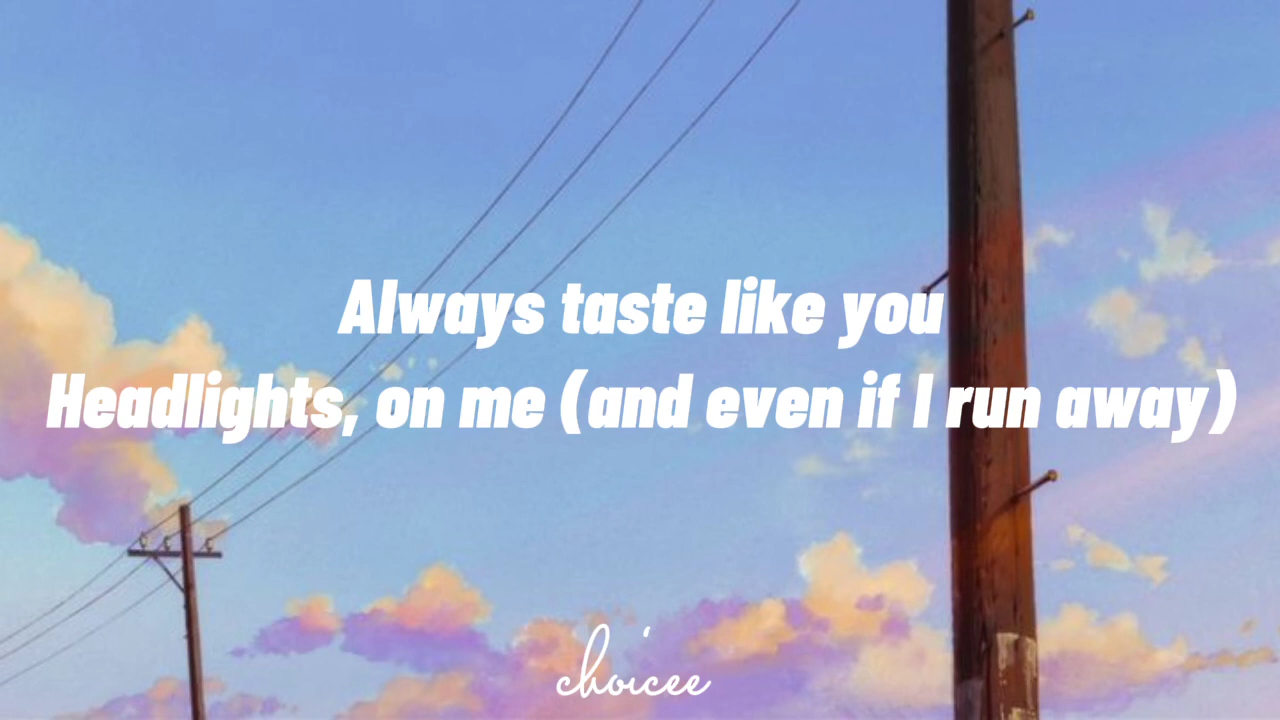 Always taste like you
Headlights, on me (and even if I run away)
choicee